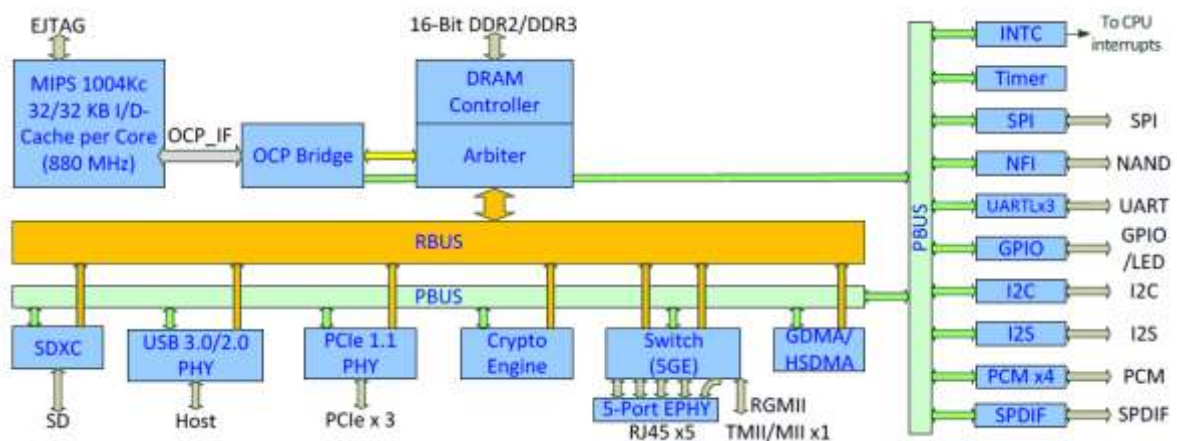 EJTAG
16-Bit DDR2/DDR3
MIPS 1004Kc
32/32 KB I/D-
Cache per Core
(880 MHz)
OCP_IF
OCP Bridge
DRAM
Controller
Arbiter
RBUS
PBUS
SDXC
USB 3.0/2.0
PHY
PCIe 1.1
PHY
Crypto
Engine
Switch
(5GE)
GDMA/
HSDMA
5-Port EPHY
SD
Host
PCIe x 3
RJ45 x5
RGMII
TMII/MII x1
PBUS
INTC
To CPU
interrupts
Timer
SPI
SPI
NFI
NAND
UARTLx3
UART
GPIO
GPIO
/LED
I2C
I2C
I2S
I2S
PCM x4
PCM
SPDIF
SPDIF